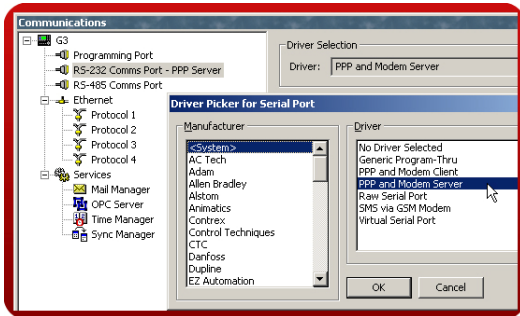 Communications
G3
Programming Port
RS-232 Comms Port - PPP Server
RS-485 Comms Port
Ethernet
Protocol 1
Protocol 2
Protocol 3
Protocol 4
Services
Mail Manager
OPC Server
Time Manager
Sync Manager
Driver Selection
Driver: PPP and Modem Server
Driver Picker for Serial Port
Manufacturer
<System>
AC Tech
Adam
Allen Bradley
Alstom
Animatics
Contrex
Control Techniques
CTC
Danfoss
Dupline
EZ Automation
Driver
No Driver Selected
Generic Program-Thru
PPP and Modem Client
PPP and Modem Server
Raw Serial Port
SMS via GSM Modem
Virtual Serial Port
OK
Cancel